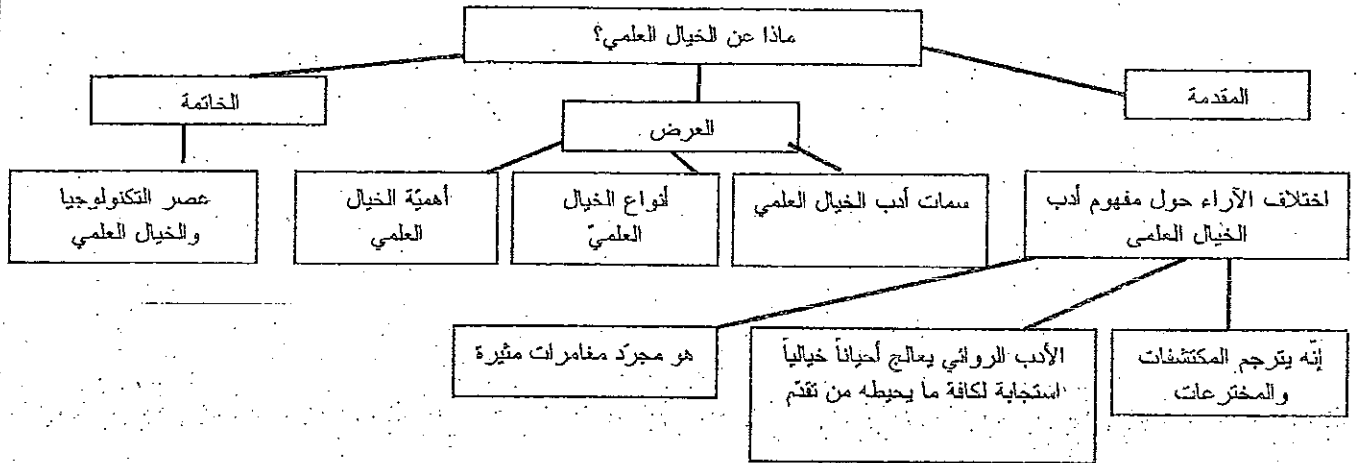 ماذا عن الخيال العلمي؟
المقدمة
العرض
الخاتمة
اختلاف الآراء حول مفهوم أدب
الخيال العلمي
سمات أدب الخيال العلمي
أنواع الخيال
العلميّ
أهميّة الخيال
العلمي
عصر التكنولوجيا
والخيال العلمي
إنّه يترجم المكتشفات
والمخترعات
الأدب الروائي يعالج أحياناً خيالياً
استجابة لكافة ما يحيطه من تقدّم
هو مجرّد مغامرات مثيرة